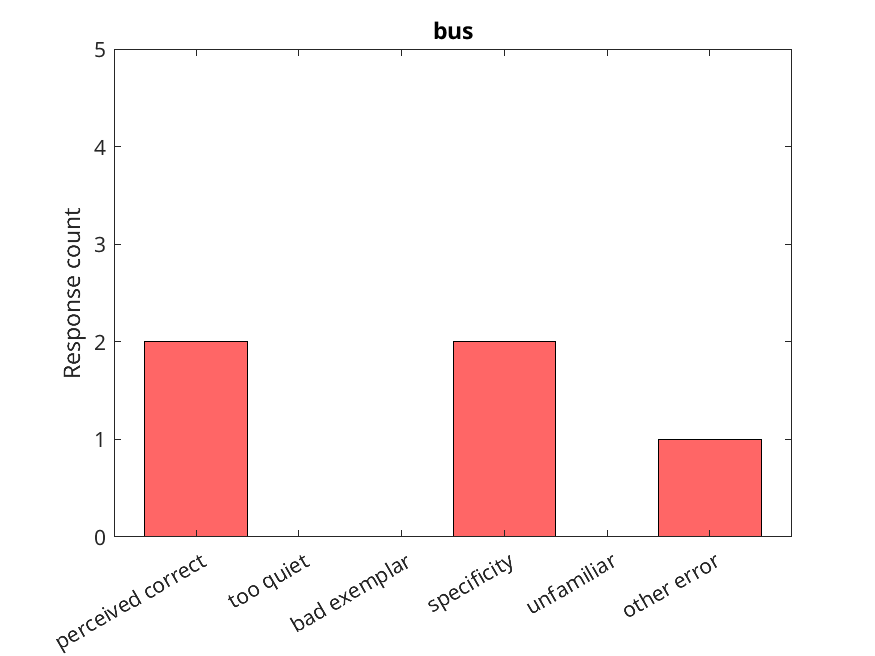 bus
Response count
5
4
3
2
1
0
perceived correct
too quiet
bad exemplar
specificity
unfamiliar
other error